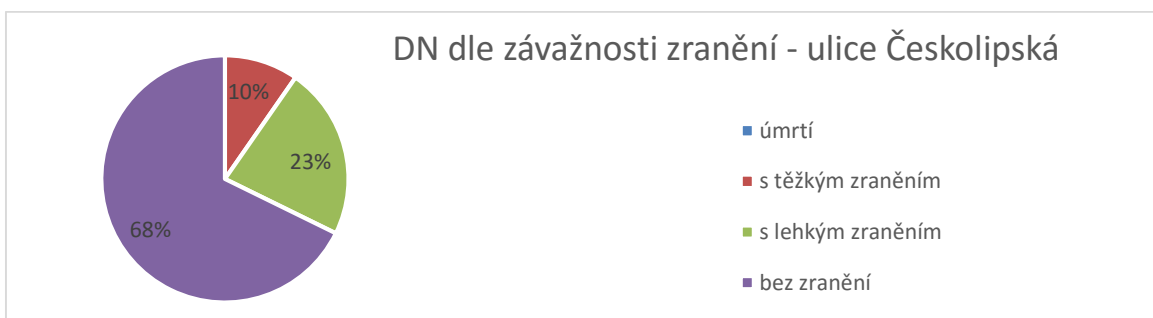 DN dle závažnosti zranění - ulice Českolipská
10%
23%
68%
úmrtí
s těžkým zraněním
s lehkým zraněním
bez zranění